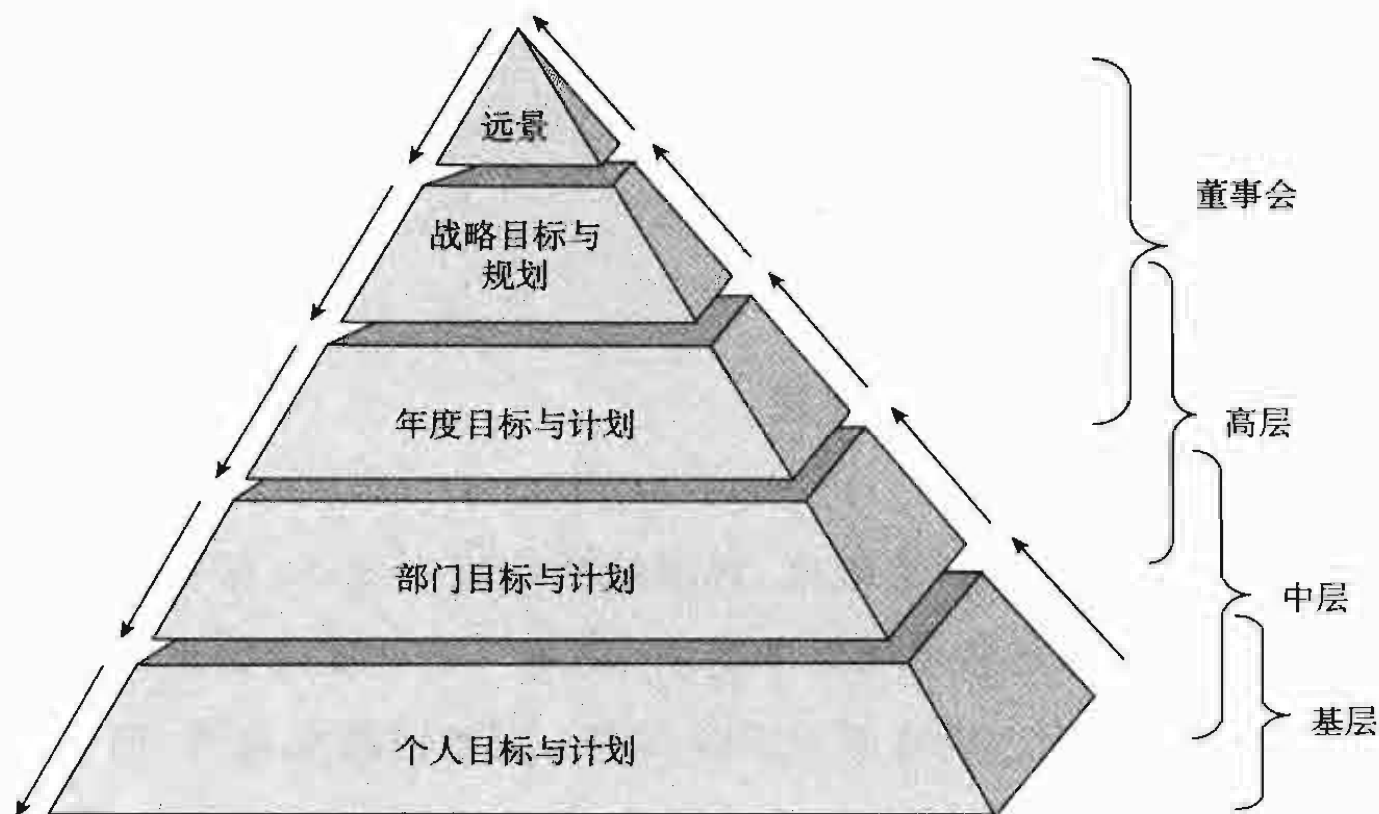 远景
战略目标与
规划
年度目标与计划
部门目标与计划
个人目标与计划
董事会
高层
中层
基层